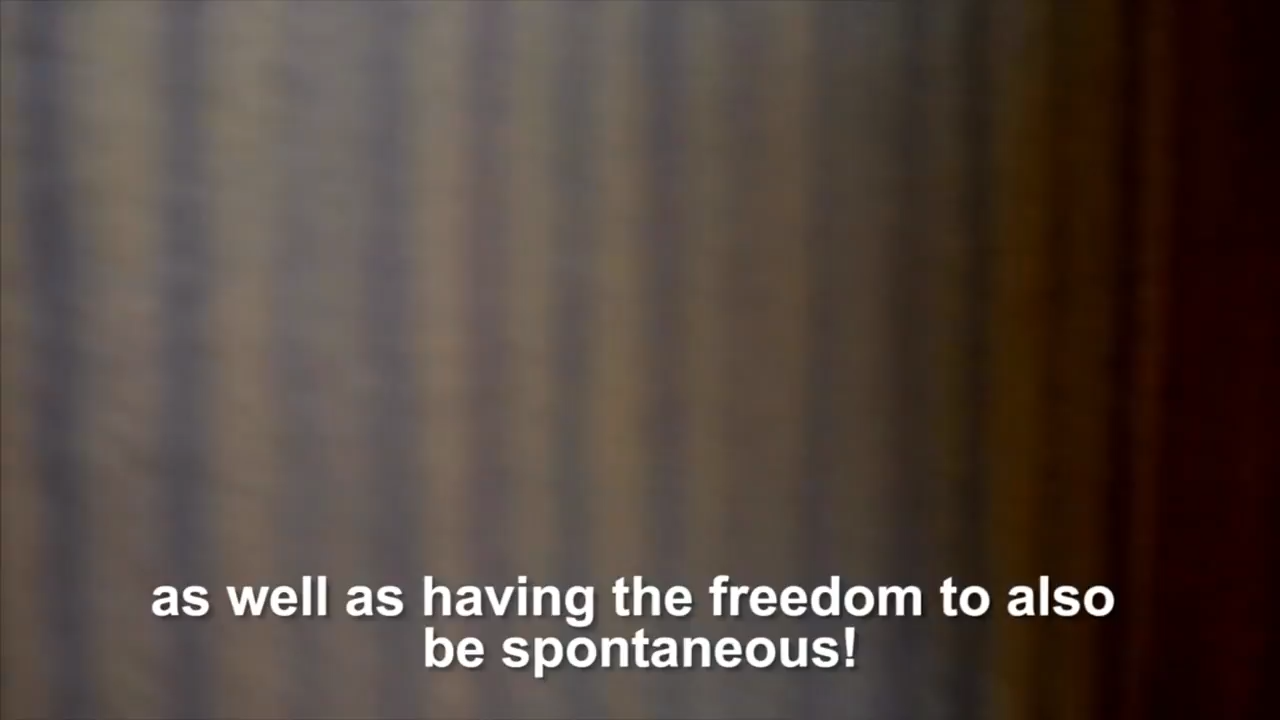 as well as having the freedom to also
be spontaneous!